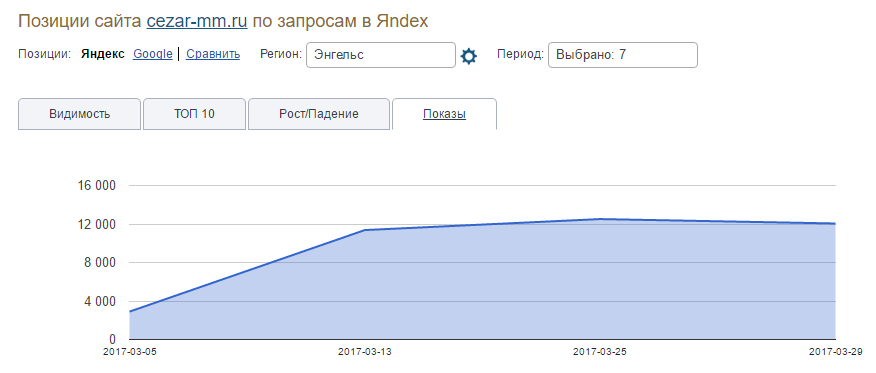 Позиции сайта cezar-mm.ru по запросам в Яndex
Позиции: Яндекс Google | Сравнить Регион: Энгельс Период: Выбрано: 7
Видимость ТОП 10 Рост/Падение Показы
16 000
12 000
8 000
4 000
0
2017-03-05 2017-03-13 2017-03-25 2017-03-29